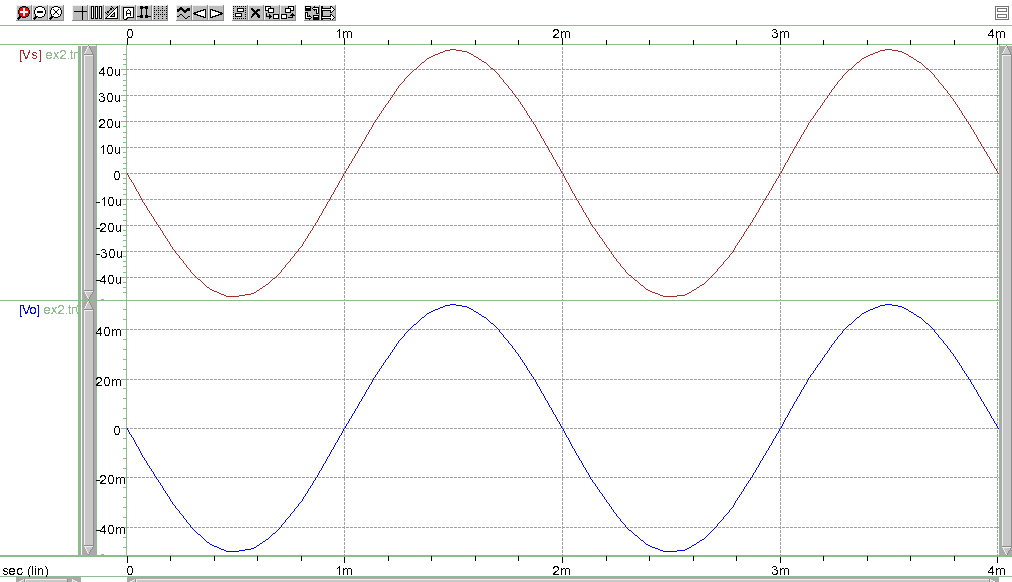 A
0 1m 2m 3m 4m
[Vs] ex2.tr
40u
30u
20u
10u
0
-10u
-20u
-30u
-40u
[Vo] ex2.tr
40m
20m
0
-20m
-40m
sec (lin) 0 1m 2m 3m 4m